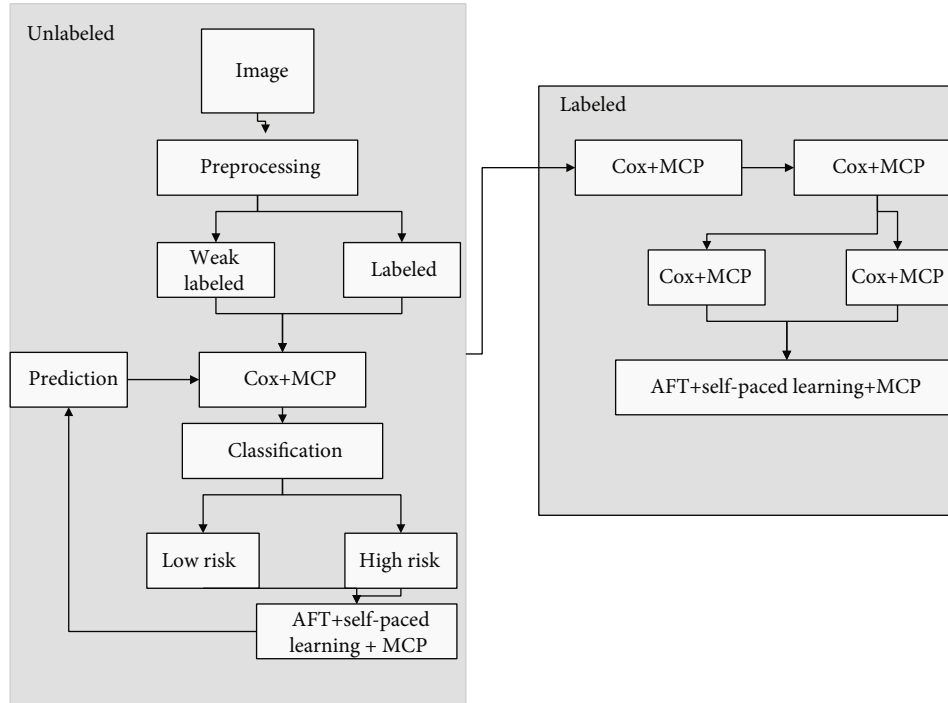 Unlabeled
Image
Preprocessing
Weak
labeled
Labeled
Prediction
Cox+MCP
Classification
Low risk
High risk
AFT+self-paced
learning + MCP
Labeled
Cox+MCP
Cox+MCP
Cox+MCP
Cox+MCP
AFT+self-paced learning+MCP